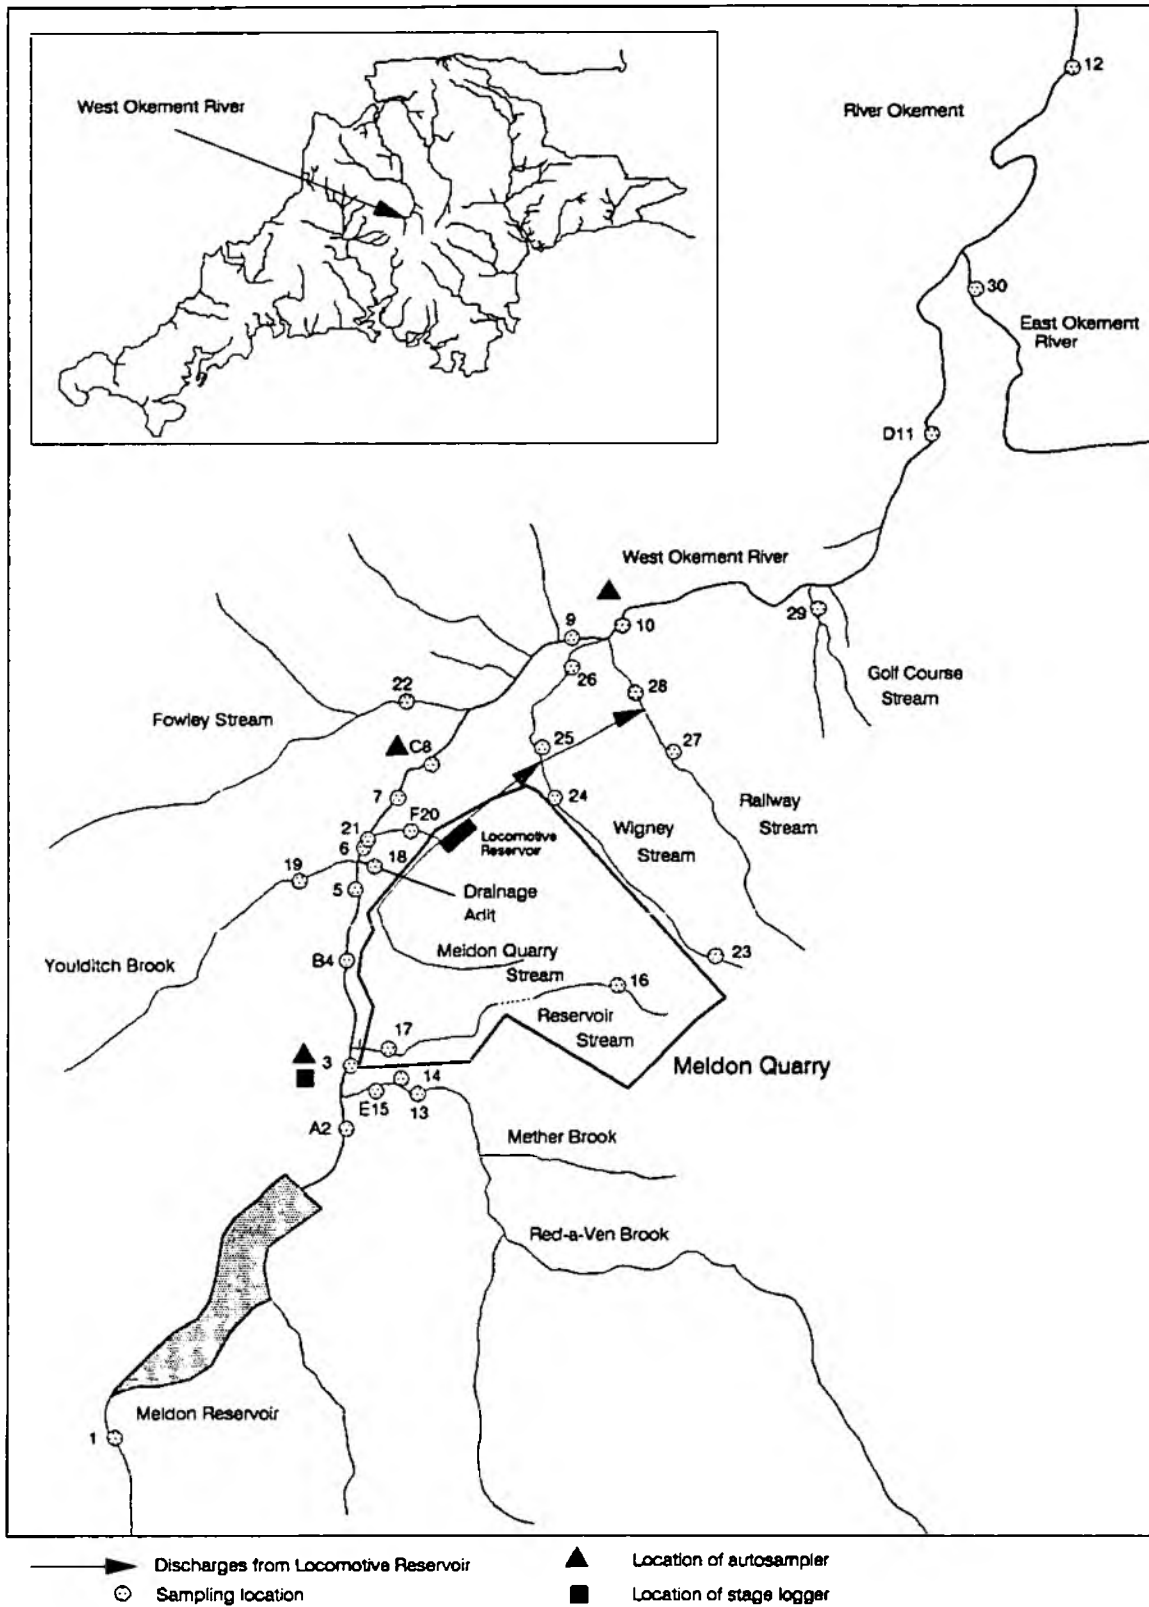 West Okement River
12
River Okement
30
East Okement
River
D11
West Okement River
29
9
10
26
Golf Course
Stream
28
22
Fowley Stream
C8
25
27
7
24
Railway
Stream
F20
21
Locomotive
Reservoir
Wigney
Stream
6
18
19
5
Drainage
Adit
Youlditch Brook
B4
Meldon Quarry
Stream
23
16
Reservoir
Stream
17
3
Meldon Quarry
14
E15
13
A2
Mether Brook
Red-a-Ven Brook
Meldon Reservoir
1
Discharges from Locomotive Reservoir
Location of autosampler
Sampling location
Location of stage logger